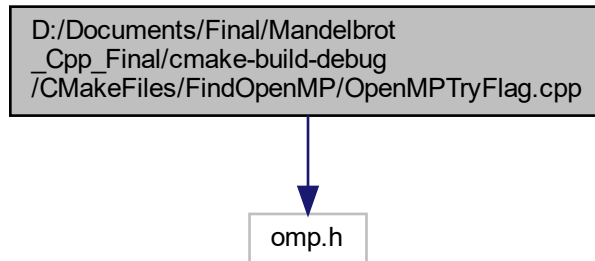 D:/Documents/Final/Mandelbrot
_Cpp_Final/cmake-build-debug
/CMakeFiles/FindOpenMP/OpenMPTryFlag.cpp
omp.h